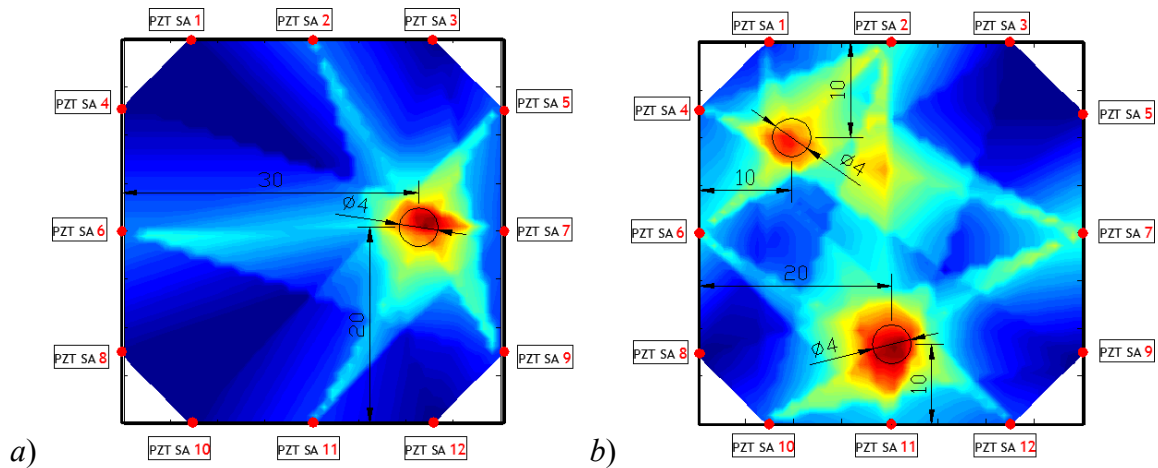 PZT SA 1
PZT SA 2
PZT SA 3
PZT SA 4
PZT SA 5
30
Ø4
PZT SA 6
PZT SA 7
20
PZT SA 8
PZT SA 9
a)
PZT SA 10
PZT SA 11
PZT SA 12
PZT SA 1
PZT SA 2
PZT SA 3
10
PZT SA 4
PZT SA 5
Ø4
10
PZT SA 6
PZT SA 7
20
Ø4
PZT SA 8
PZT SA 9
10
b)
PZT SA 10
PZT SA 11
PZT SA 12